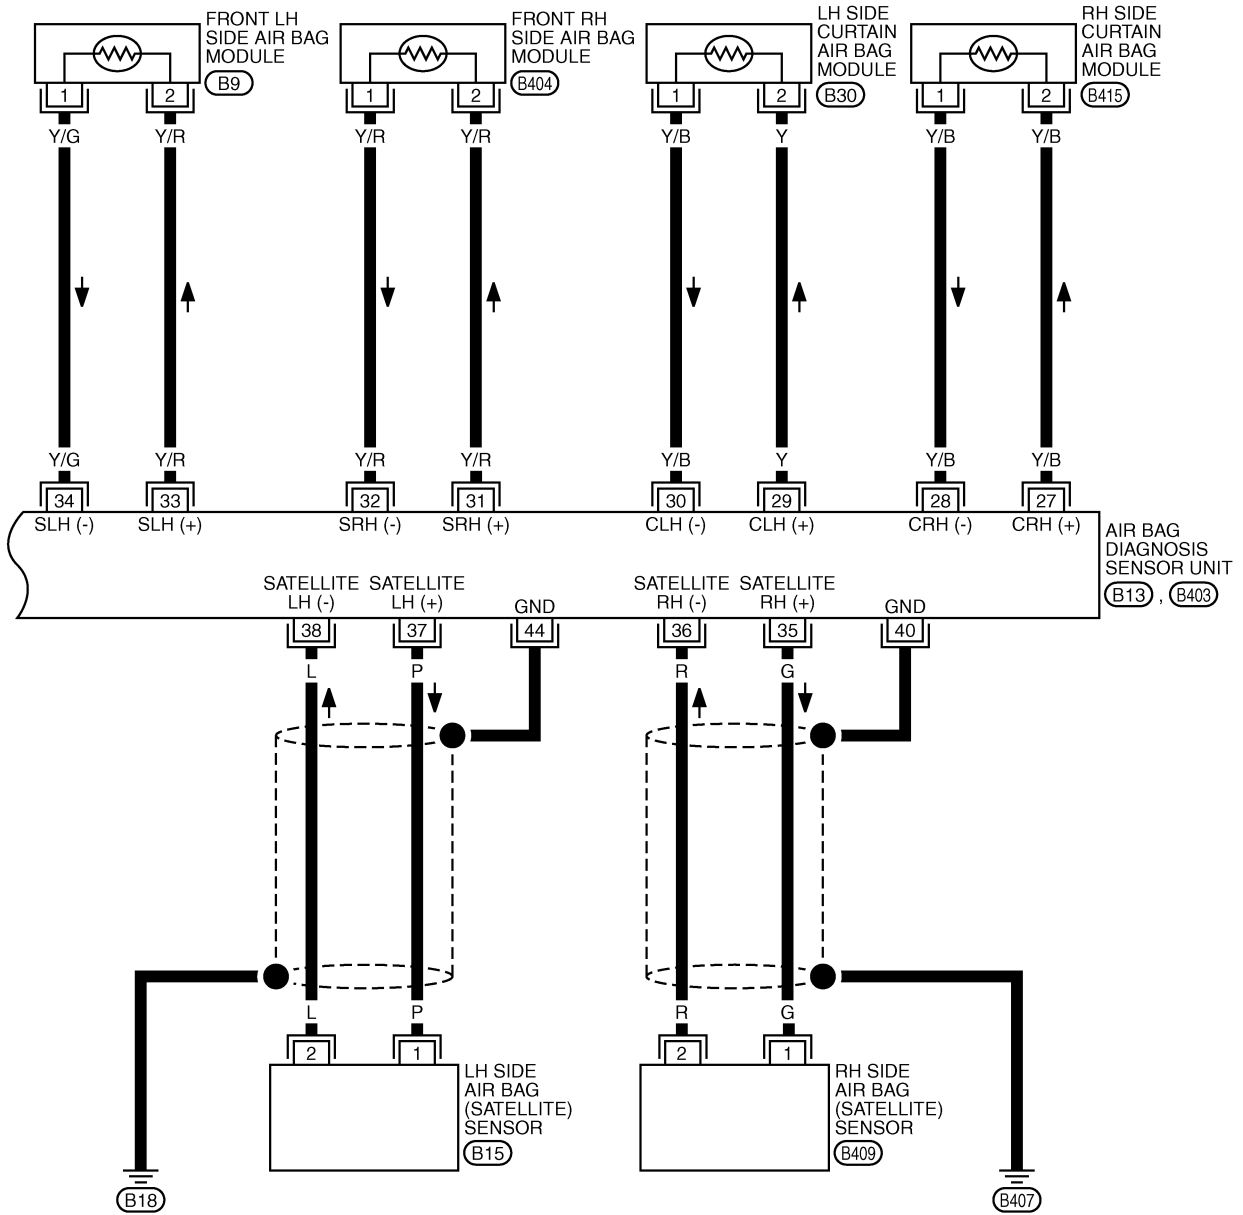 FRONT LH
SIDE AIR BAG
MODULE
B9
FRONT RH
SIDE AIR BAG
MODULE
B404
LH SIDE
CURTAIN
AIR BAG
MODULE
B30
RH SIDE
CURTAIN
AIR BAG
MODULE
B415
1 2 1 2 1 2 1 2
Y/G Y/R Y/R Y/R Y/B Y Y/B Y/B
Y/G Y/R Y/R Y/R Y/B Y Y/B Y/B
34 33 32 31 30 29 28 27
SLH (-) SLH (+) SRH (-) SRH (+) CLH (-) CLH (+) CRH (-) CRH (+)
AIR BAG
DIAGNOSIS
SENSOR UNIT
B13 , B403
SATELLITE
LH (-)
SATELLITE
LH (+)
GND
SATELLITE
RH (-)
SATELLITE
RH (+)
GND
38 37 44 36 35 40
L P R G
L P R G
2 1 2 1
LH SIDE
AIR BAG
(SATELLITE)
SENSOR
B15
RH SIDE
AIR BAG
(SATELLITE)
SENSOR
B409
B18
B407